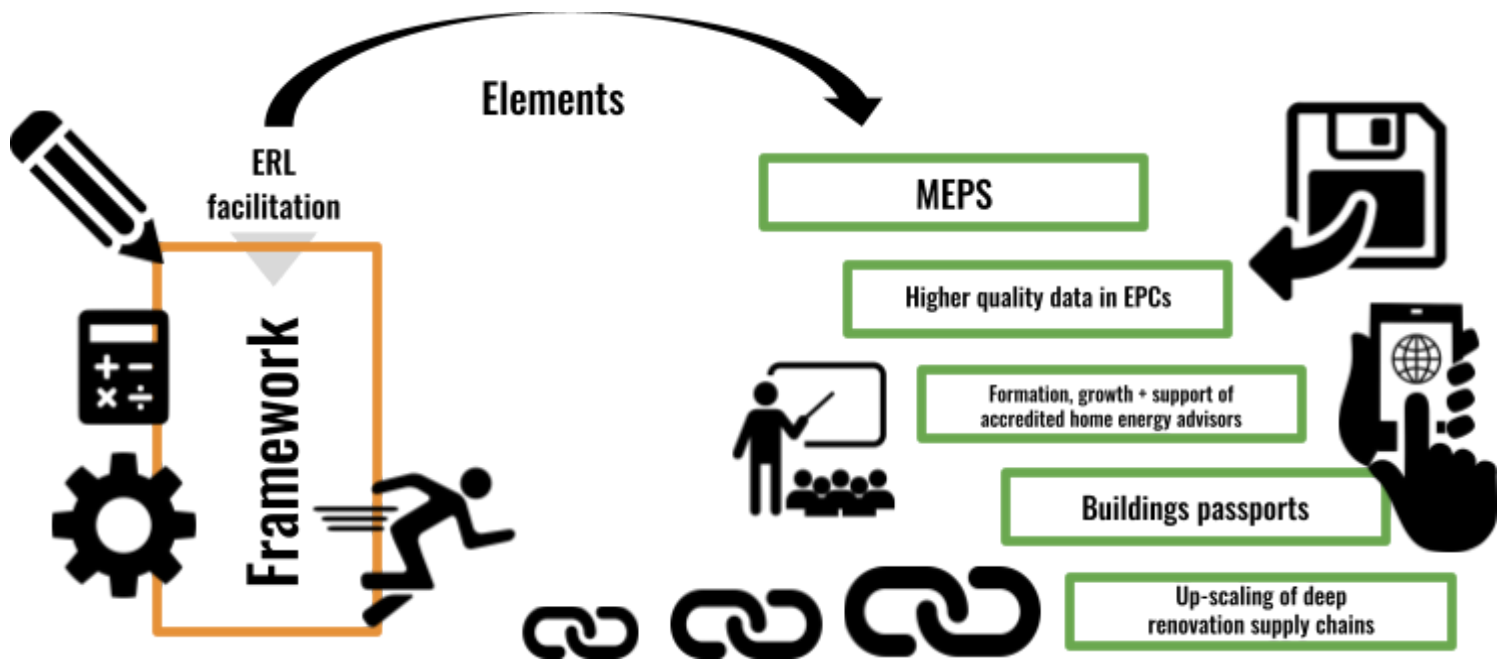 Elements
ERL
facilitation
Framework
MEPS
Higher quality data in EPCs
Formation, growth + support of
accredited home energy advisors
Buildings passports
Up-scaling of deep
renovation supply chains